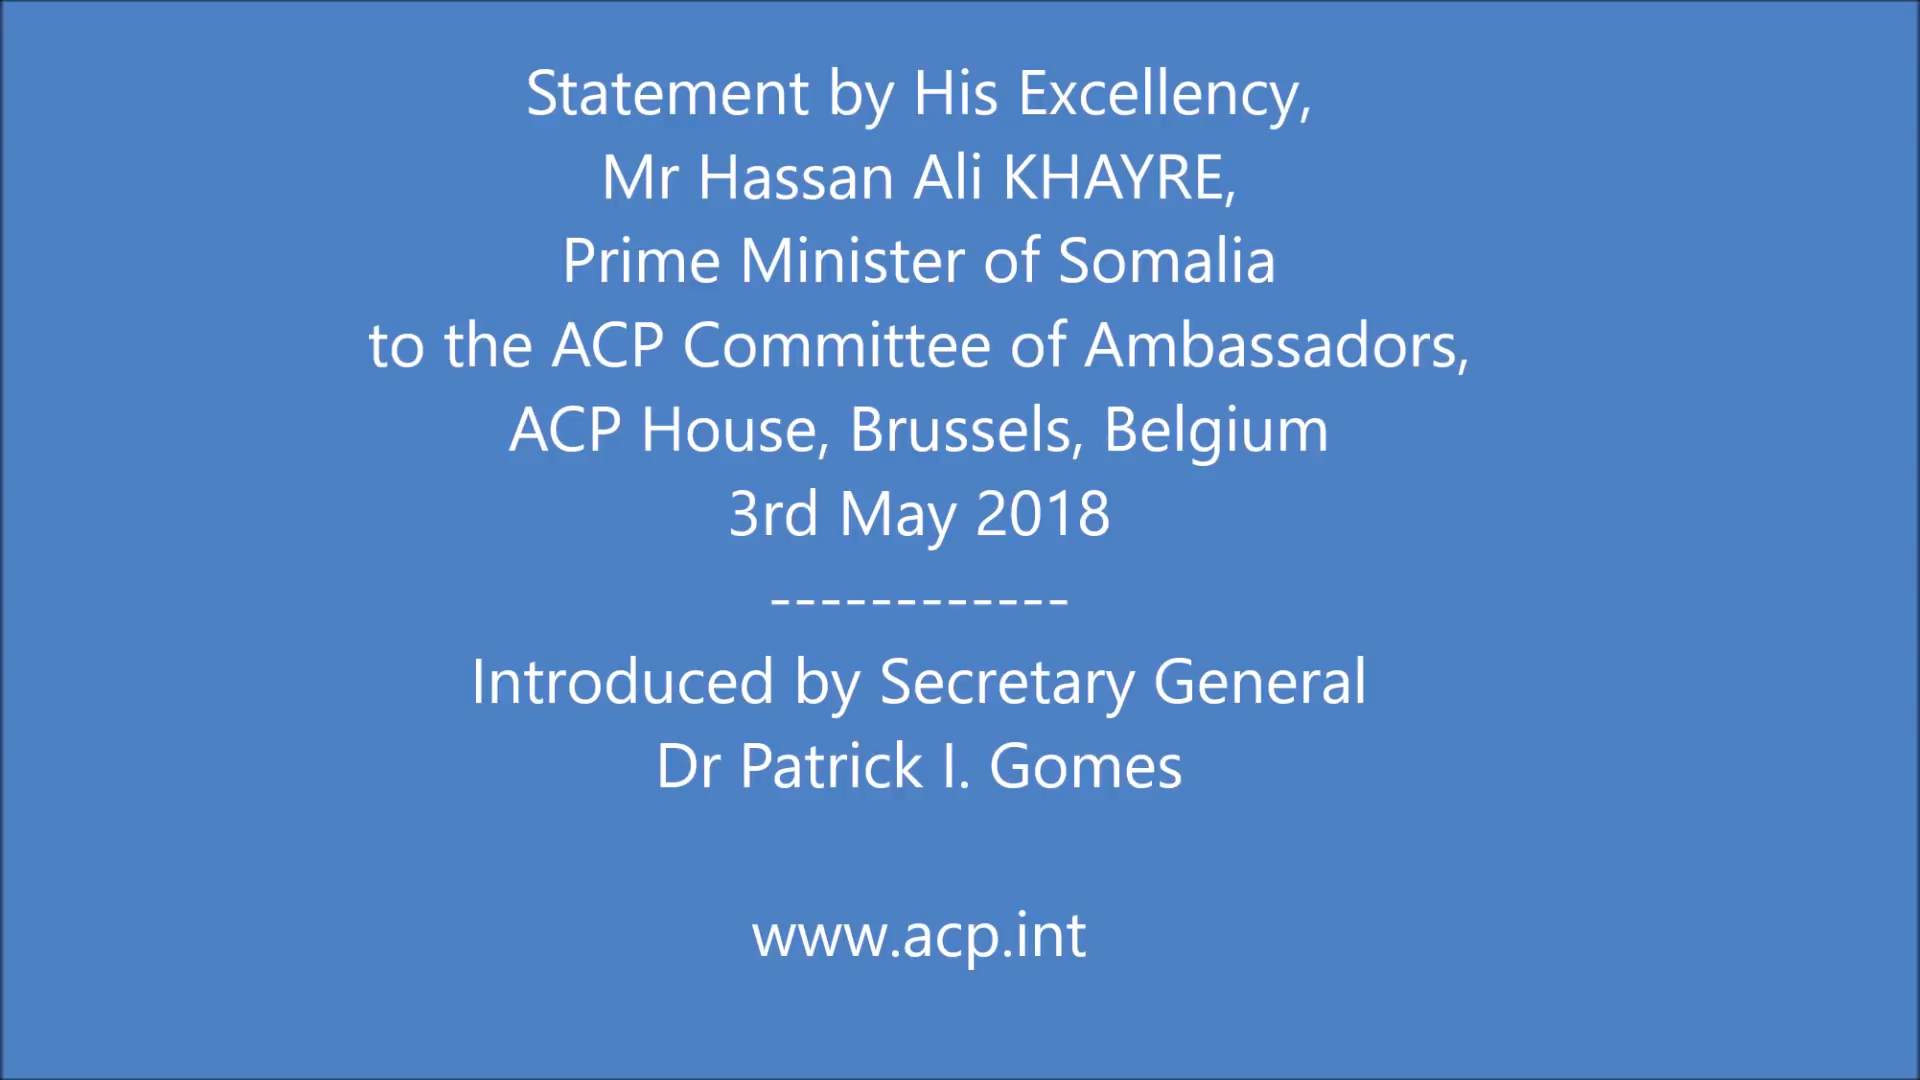 Statement by His Excellency,
Mr Hassan Ali KHAYRE,
Prime Minister of Somalia
to the ACP Committee of Ambassadors,
ACP House, Brussels, Belgium
3rd May 2018
------------
Introduced by Secretary General
Dr Patrick I. Gomes
www.acp.int